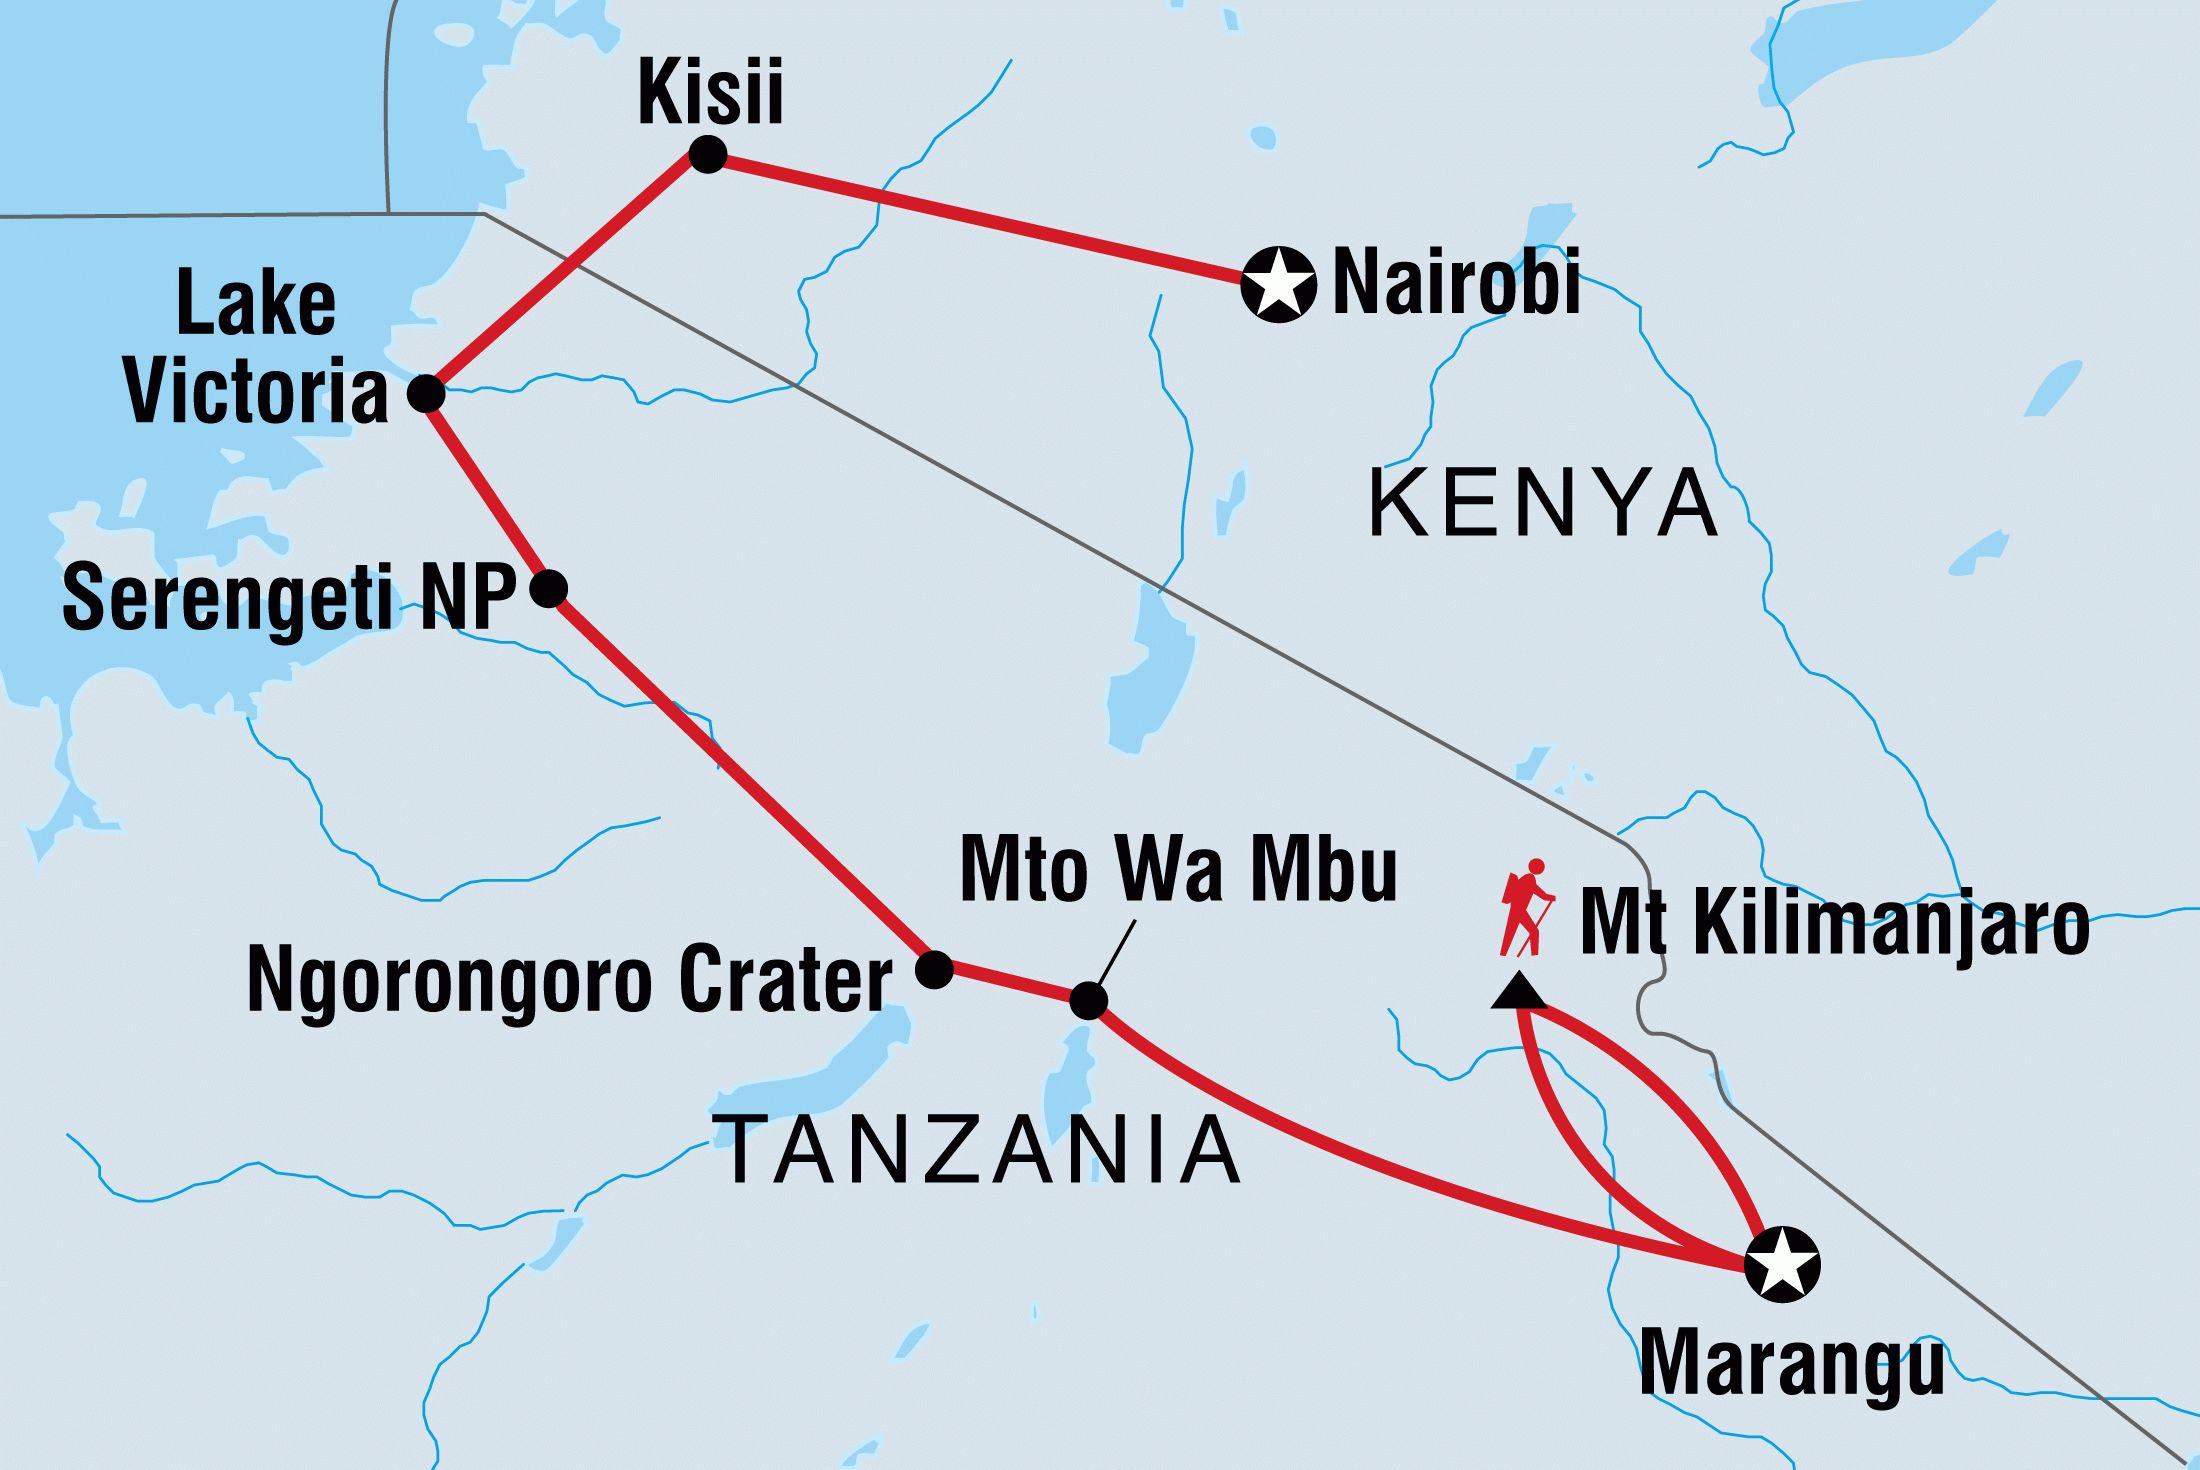 Kisii
Nairobi
Lake
Victoria
KENYA
Serengeti NP
Mto Wa Mbu
Mt Kilimanjaro
Ngorongoro Crater
TANZANIA
Marangu